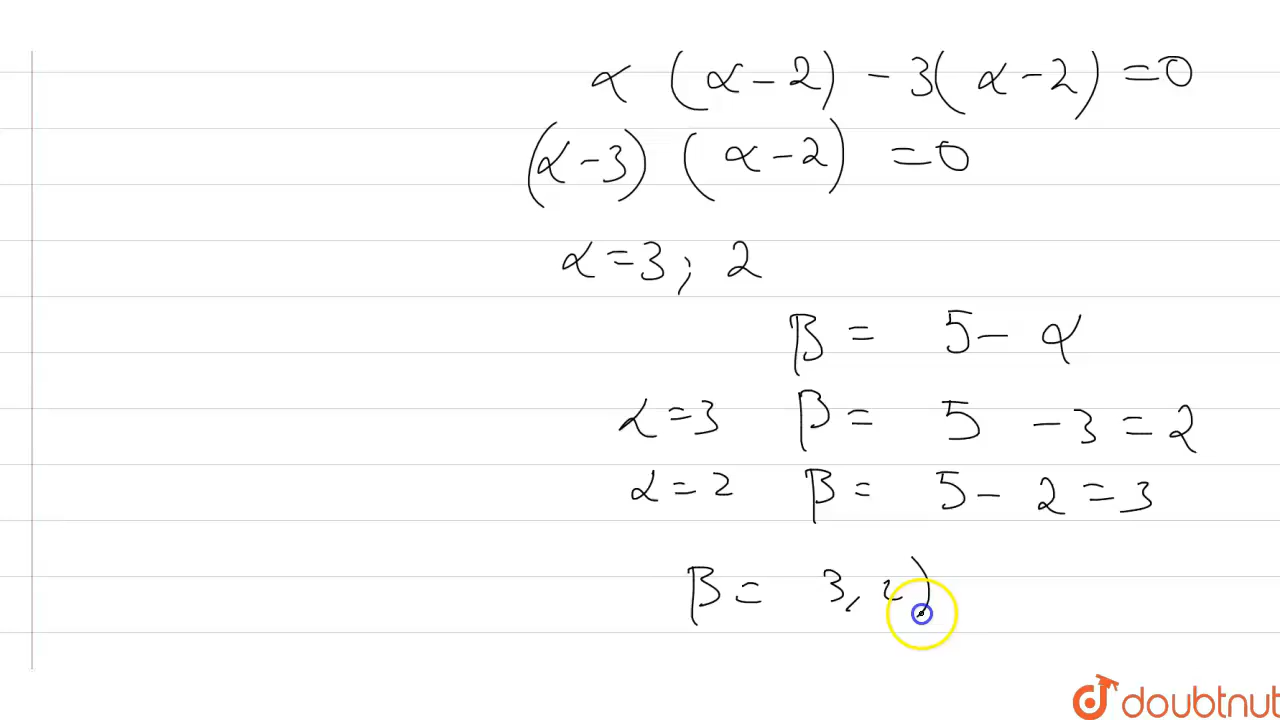 α (α - 2) - 3(α - 2) = 0
(α - 3) (α - 2) = 0
α = 3; 2
β = 5 - α
α = 3 β = 5 - 3 = 2
α = 2 β = 5 - 2 = 3
β = 3, 2)
doubtnut